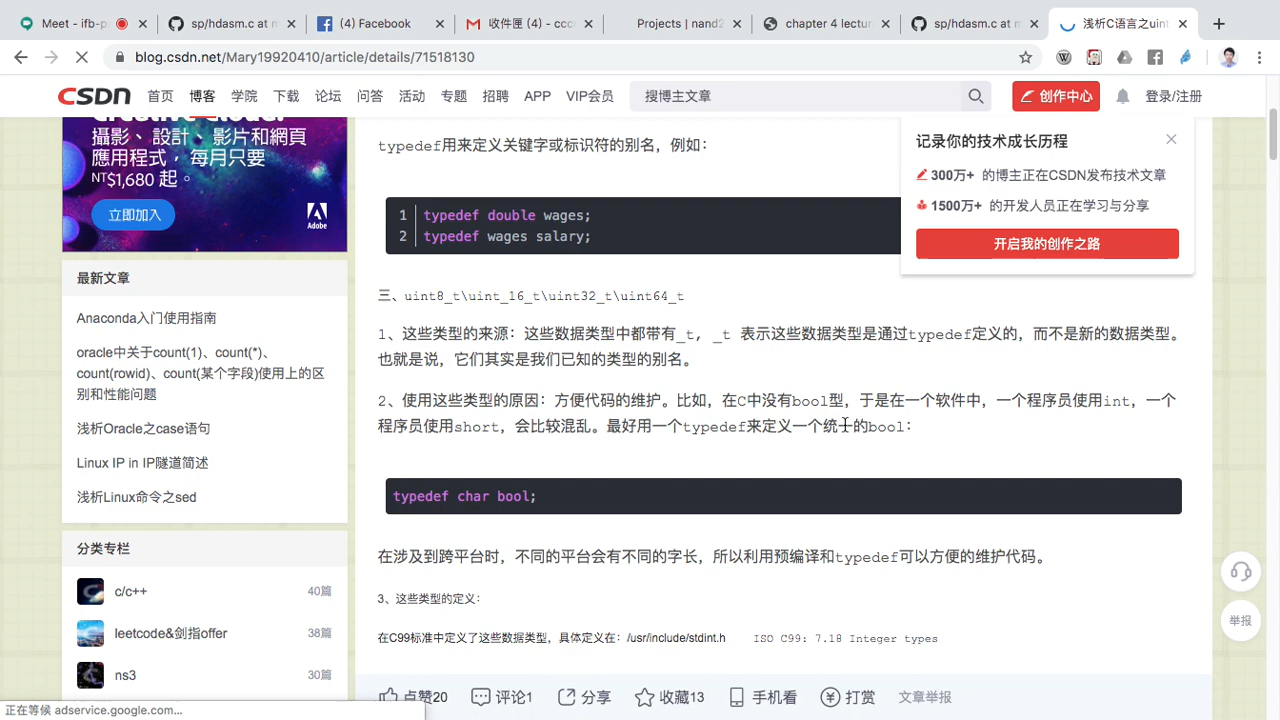 Meet - ifb-p
sp/hdasm.c at m
(4) Facebook
收件匣 (4) - ccc
Projects | nand2
chapter 4 lectur
sp/hdasm.c at m
浅析C语言之uint
blog.csdn.net/Mary19920410/article/details/71518130
CSDN 首页 博客 学院 下载 论坛 问答 活动 专题 招聘 APP VIP会员 搜博主文章 创作中心 登录/注册
Creative Cloud.
攝影、設計、影片和網頁
應用程式，每月只要
NT$1,680 起。
立即加入
Adobe
最新文章
Anaconda入门使用指南
oracle中关于count(1)、count(*)、
count(rowid)、count(某个字段)使用上的区
别和性能问题
浅析Oracle之case语句
Linux IP in IP隧道简述
浅析Linux命令之sed
分类专栏
c/c++ 40篇
leetcode&剑指offer 38篇
ns3 30篇
typedef用来定义关键字或标识符的别名，例如：
1 typedef double wages;
2 typedef wages salary;
三、uint8_t\uint_16_t\uint32_t\uint64_t
1、这些类型的来源：这些数据类型中都带有_t, _t 表示这些数据类型是通过typedef定义的，而不是新的数据类型。
也就是说，它们其实是我们已知的类型的别名。
2、使用这些类型的原因：方便代码的维护。比如，在C中没有bool型，于是在一个软件中，一个程序员使用int，一个
程序员使用short，会比较混乱。最好用一个typedef来定义一个统一的bool：
typedef char bool;
在涉及到跨平台时，不同的平台会有不同的字长，所以利用预编译和typedef可以方便的维护代码。
3、这些类型的定义：
在C99标准中定义了这些数据类型，具体定义在：/usr/include/stdint.h ISO C99: 7.18 Integer types
点赞20 评论1 分享 收藏13 手机看 打赏 文章举报
记录你的技术成长历程
300万+ 的博主正在CSDN发布技术文章
1500万+ 的开发人员正在学习与分享
开启我的创作之路
举报
正在等候 adservice.google.com...